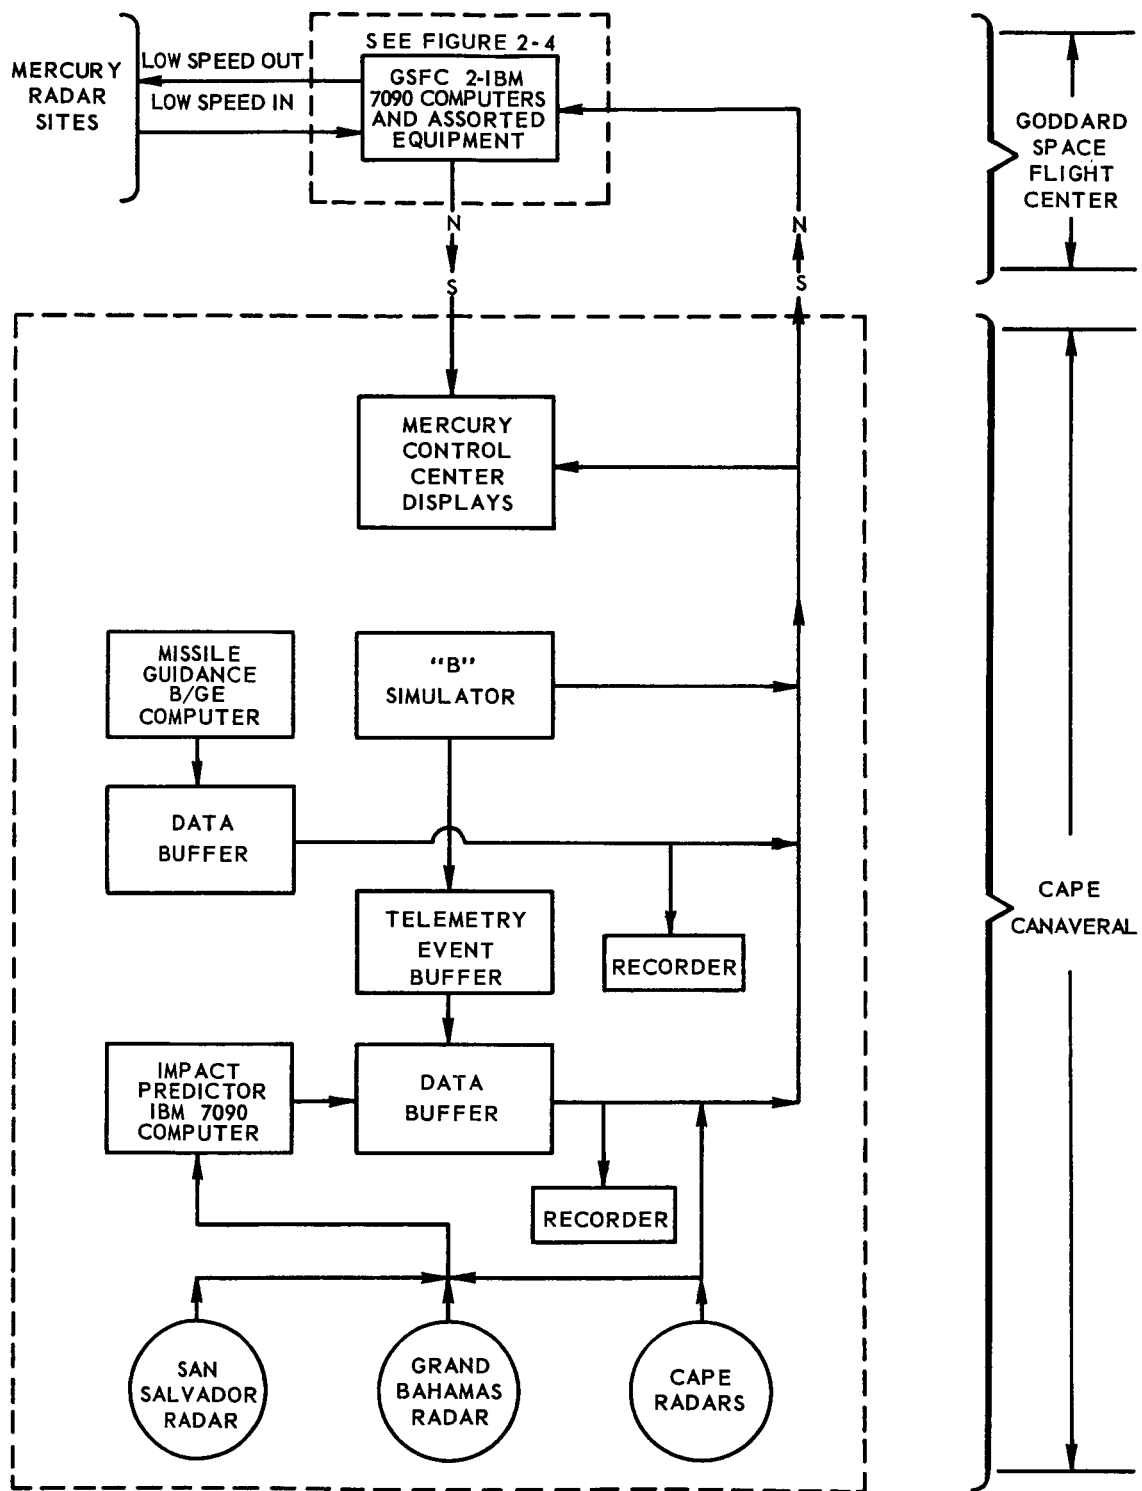 SEE FIGURE 2-4
MERCURY
RADAR
SITES
LOW SPEED OUT
LOW SPEED IN
GSFC 2-IBM
7090 COMPUTERS
AND ASSORTED
EQUIPMENT
GODDARD
SPACE
FLIGHT
CENTER
N
S
N
S
MERCURY
CONTROL
CENTER
DISPLAYS
MISSILE
GUIDANCE
B/GE
COMPUTER
"B"
SIMULATOR
DATA
BUFFER
TELEMETRY
EVENT
BUFFER
RECORDER
CAPE
CANAVERAL
IMPACT
PREDICTOR
IBM 7090
COMPUTER
DATA
BUFFER
RECORDER
SAN
SALVADOR
RADAR
GRAND
BAHAMAS
RADAR
CAPE
RADARS